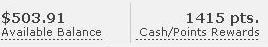 $503.91 1415 pts.
Available Balance Cash/Points Rewards